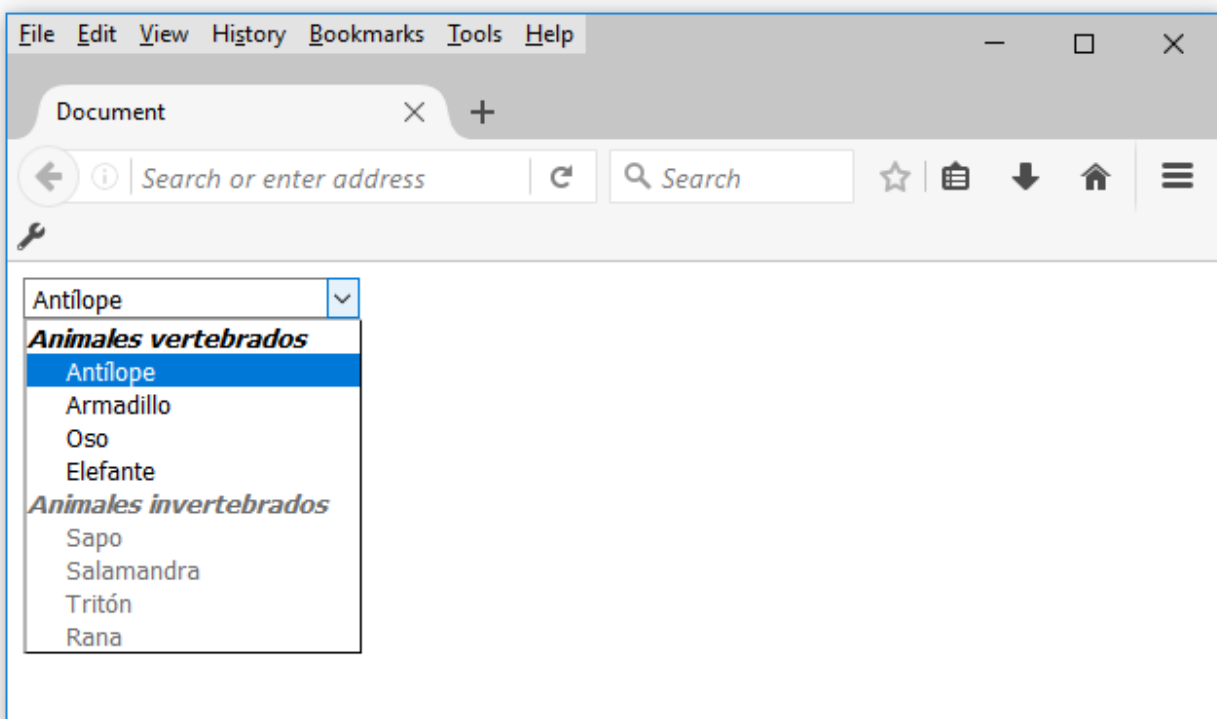 File Edit View History Bookmarks Tools Help
Document
Search or enter address Search
Antílope
Animales vertebrados
Antílope
Armadillo
Oso
Elefante
Animales invertebrados
Sapo
Salamandra
Tritón
Rana